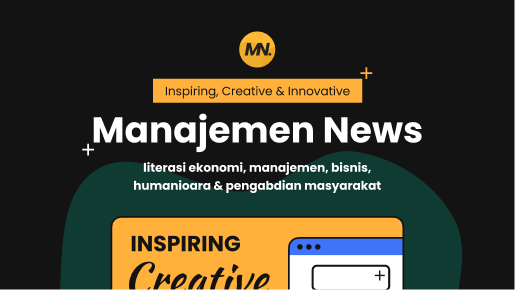 MN.
Inspiring, Creative & Innovative
Manajemen News
literasi ekonomi, manajemen, bisnis,
humanioara & pengabdian masyarakat
INSPIRING
Creative